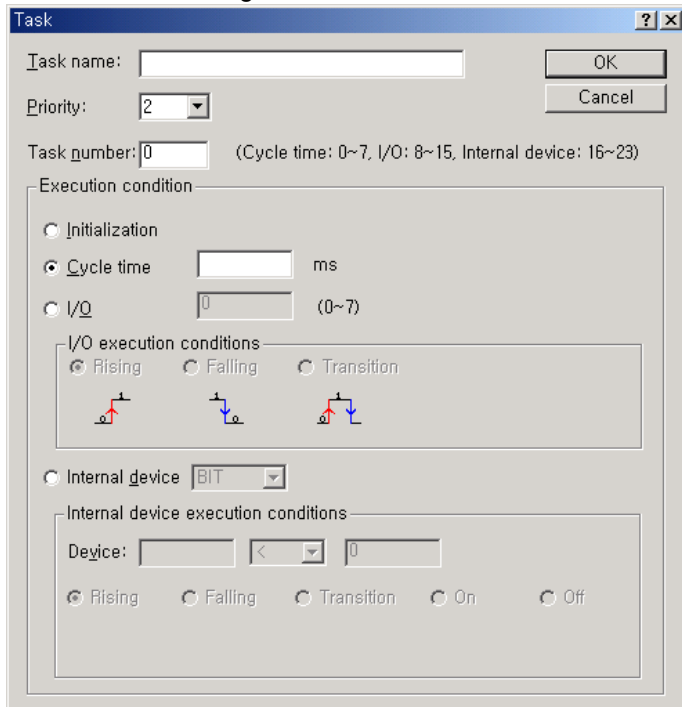 Task
Task name:
OK
Priority: 2
Cancel
Task number: 0 (Cycle time: 0~7, I/O: 8~15, Internal device: 16~23)
Execution condition
Initialization
Cycle time ms
I/O 0 (0~7)
I/O execution conditions
Rising Falling Transition
0 1 1 0 0 1
Internal device BIT
Internal device execution conditions
Device: < 0
Rising Falling Transition On Off